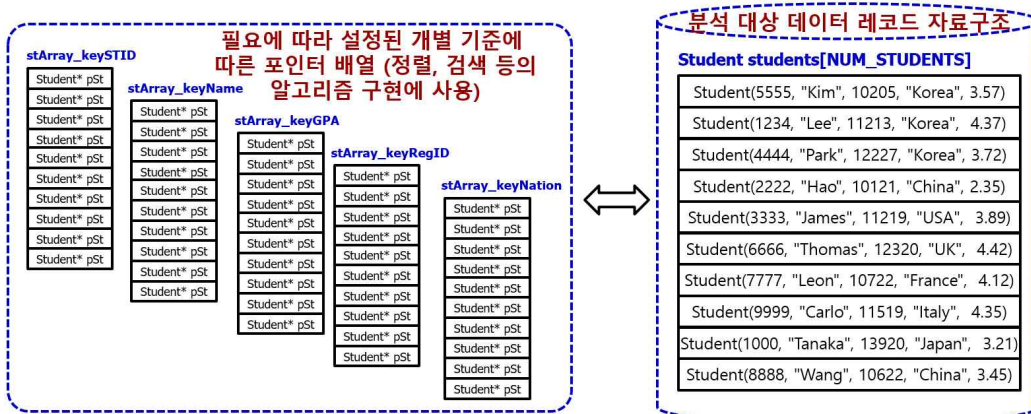 필요에 따라 설정된 개별 기준에
따른 포인터 배열 (정렬, 검색 등의
알고리즘 구현에 사용)
stArray_keySTID
Student* pSt
Student* pSt
Student* pSt
Student* pSt
Student* pSt
Student* pSt
Student* pSt
Student* pSt
Student* pSt
Student* pSt
stArray_keyName
Student* pSt
Student* pSt
Student* pSt
Student* pSt
Student* pSt
Student* pSt
Student* pSt
Student* pSt
Student* pSt
Student* pSt
stArray_keyGPA
Student* pSt
Student* pSt
Student* pSt
Student* pSt
Student* pSt
Student* pSt
Student* pSt
Student* pSt
Student* pSt
Student* pSt
stArray_keyRegID
Student* pSt
Student* pSt
Student* pSt
Student* pSt
Student* pSt
Student* pSt
Student* pSt
Student* pSt
Student* pSt
Student* pSt
stArray_keyNation
Student* pSt
Student* pSt
Student* pSt
Student* pSt
Student* pSt
Student* pSt
Student* pSt
Student* pSt
Student* pSt
Student* pSt
분석 대상 데이터 레코드 자료구조
Student students[NUM_STUDENTS]
Student(5555, "Kim", 10205, "Korea", 3.57)
Student(1234, "Lee", 11213, "Korea", 4.37)
Student(4444, "Park", 12227, "Korea", 3.72)
Student(2222, "Hao", 10121, "China", 2.35)
Student(3333, "James", 11219, "USA", 3.89)
Student(6666, "Thomas", 12320, "UK", 4.42)
Student(7777, "Leon", 10722, "France", 4.12)
Student(9999, "Carlo", 11519, "Italy", 4.35)
Student(1000, "Tanaka", 13920, "Japan", 3.21)
Student(8888, "Wang", 10622, "China", 3.45)